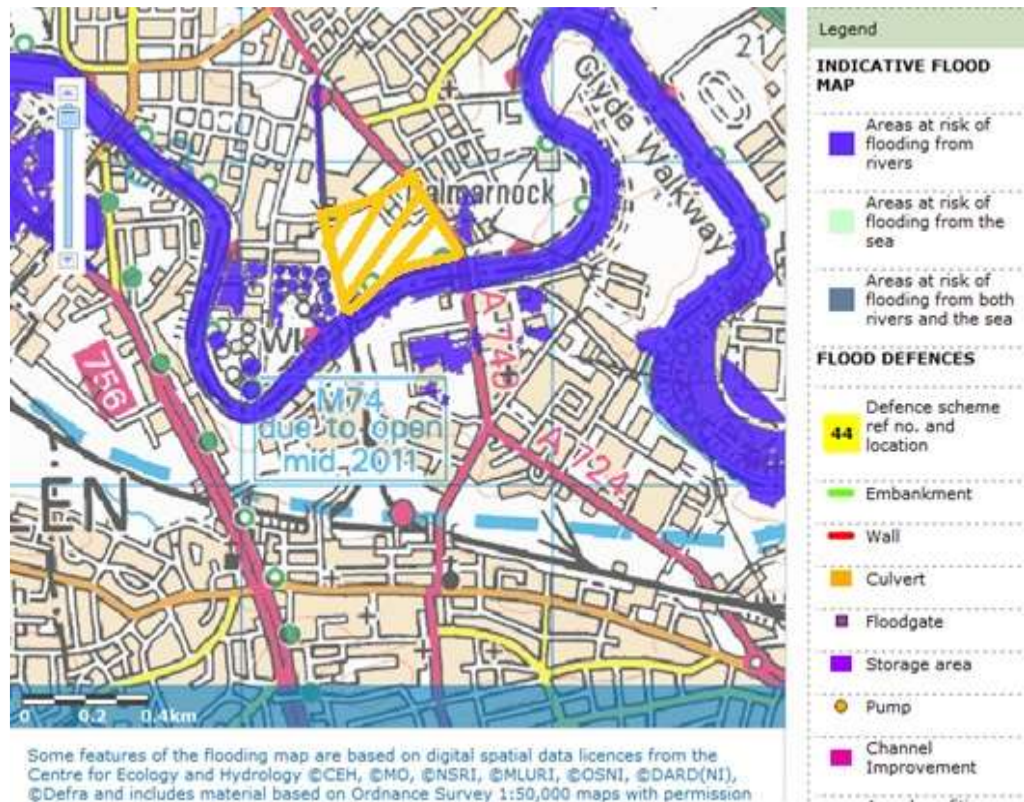 21
Clyde Walkway
almarnock
A 749
756
M74
due to open
mid 2011
A 724
EN
0 0.2 0.4km
Some features of the flooding map are based on digital spatial data licences from the
Centre for Ecology and Hydrology ©CEH, ©MO, ©NSRI, ©MLURI, ©OSNI, ©DARD(NI),
©Defra and includes material based on Ordnance Survey 1:50,000 maps with permission
Legend
INDICATIVE FLOOD
MAP
Areas at risk of
flooding from
rivers
Areas at risk of
flooding from the
sea
Areas at risk of
flooding from both
rivers and the sea
FLOOD DEFENCES
44
Defence scheme
ref no. and
location
Embankment
Wall
Culvert
Floodgate
Storage area
Pump
Channel
Improvement